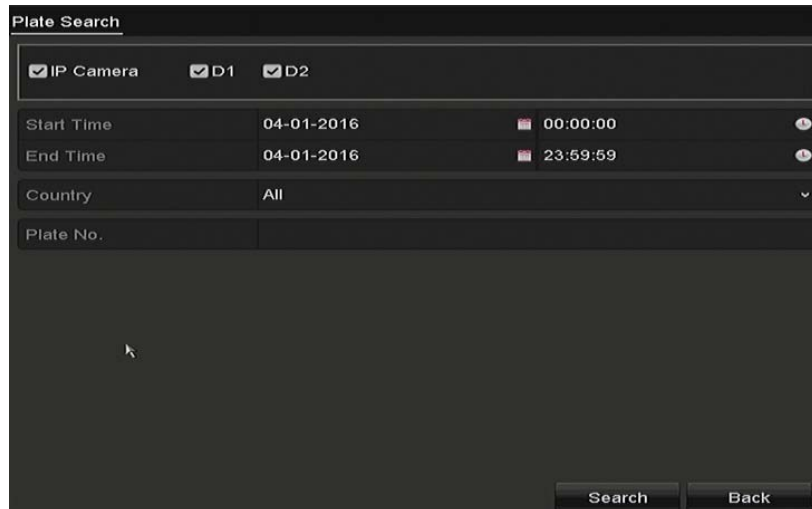 Plate Search
IP Camera D1 D2
Start Time 04-01-2016 00:00:00
End Time 04-01-2016 23:59:59
Country All
Plate No.
Search Back